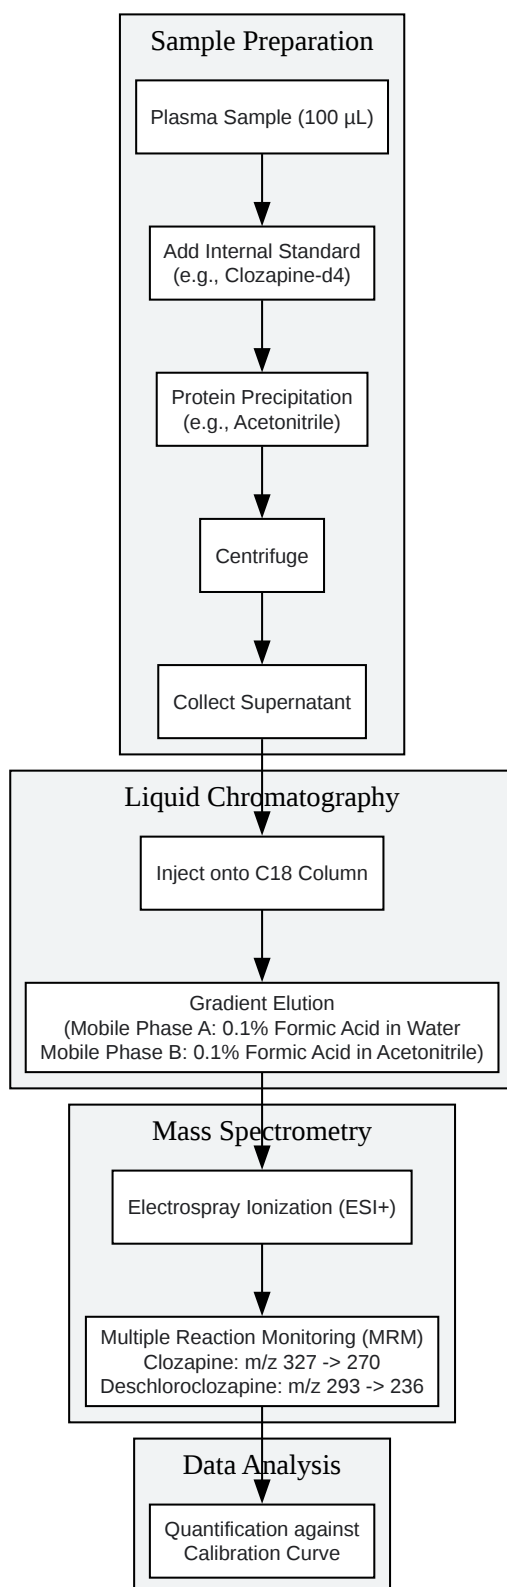 Sample Preparation
Plasma Sample (100 µL)
Add Internal Standard
(e.g., Clozapine-d4)
Protein Precipitation
(e.g., Acetonitrile)
Centrifuge
Collect Supernatant
Liquid Chromatography
Inject onto C18 Column
Gradient Elution
(Mobile Phase A: 0.1% Formic Acid in Water
Mobile Phase B: 0.1% Formic Acid in Acetonitrile)
Mass Spectrometry
Electrospray Ionization (ESI+)
Multiple Reaction Monitoring (MRM)
Clozapine: m/z 327 -> 270
Deschloroclozapine: m/z 293 -> 236
Data Analysis
Quantification against
Calibration Curve